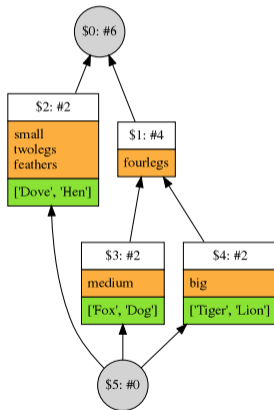 $0: #6
$2: #2
small
twolegs
feathers
['Dove', 'Hen']
$1: #4
fourlegs
$3: #2
medium
['Fox', 'Dog']
$4: #2
big
['Tiger', 'Lion']
$5: #0